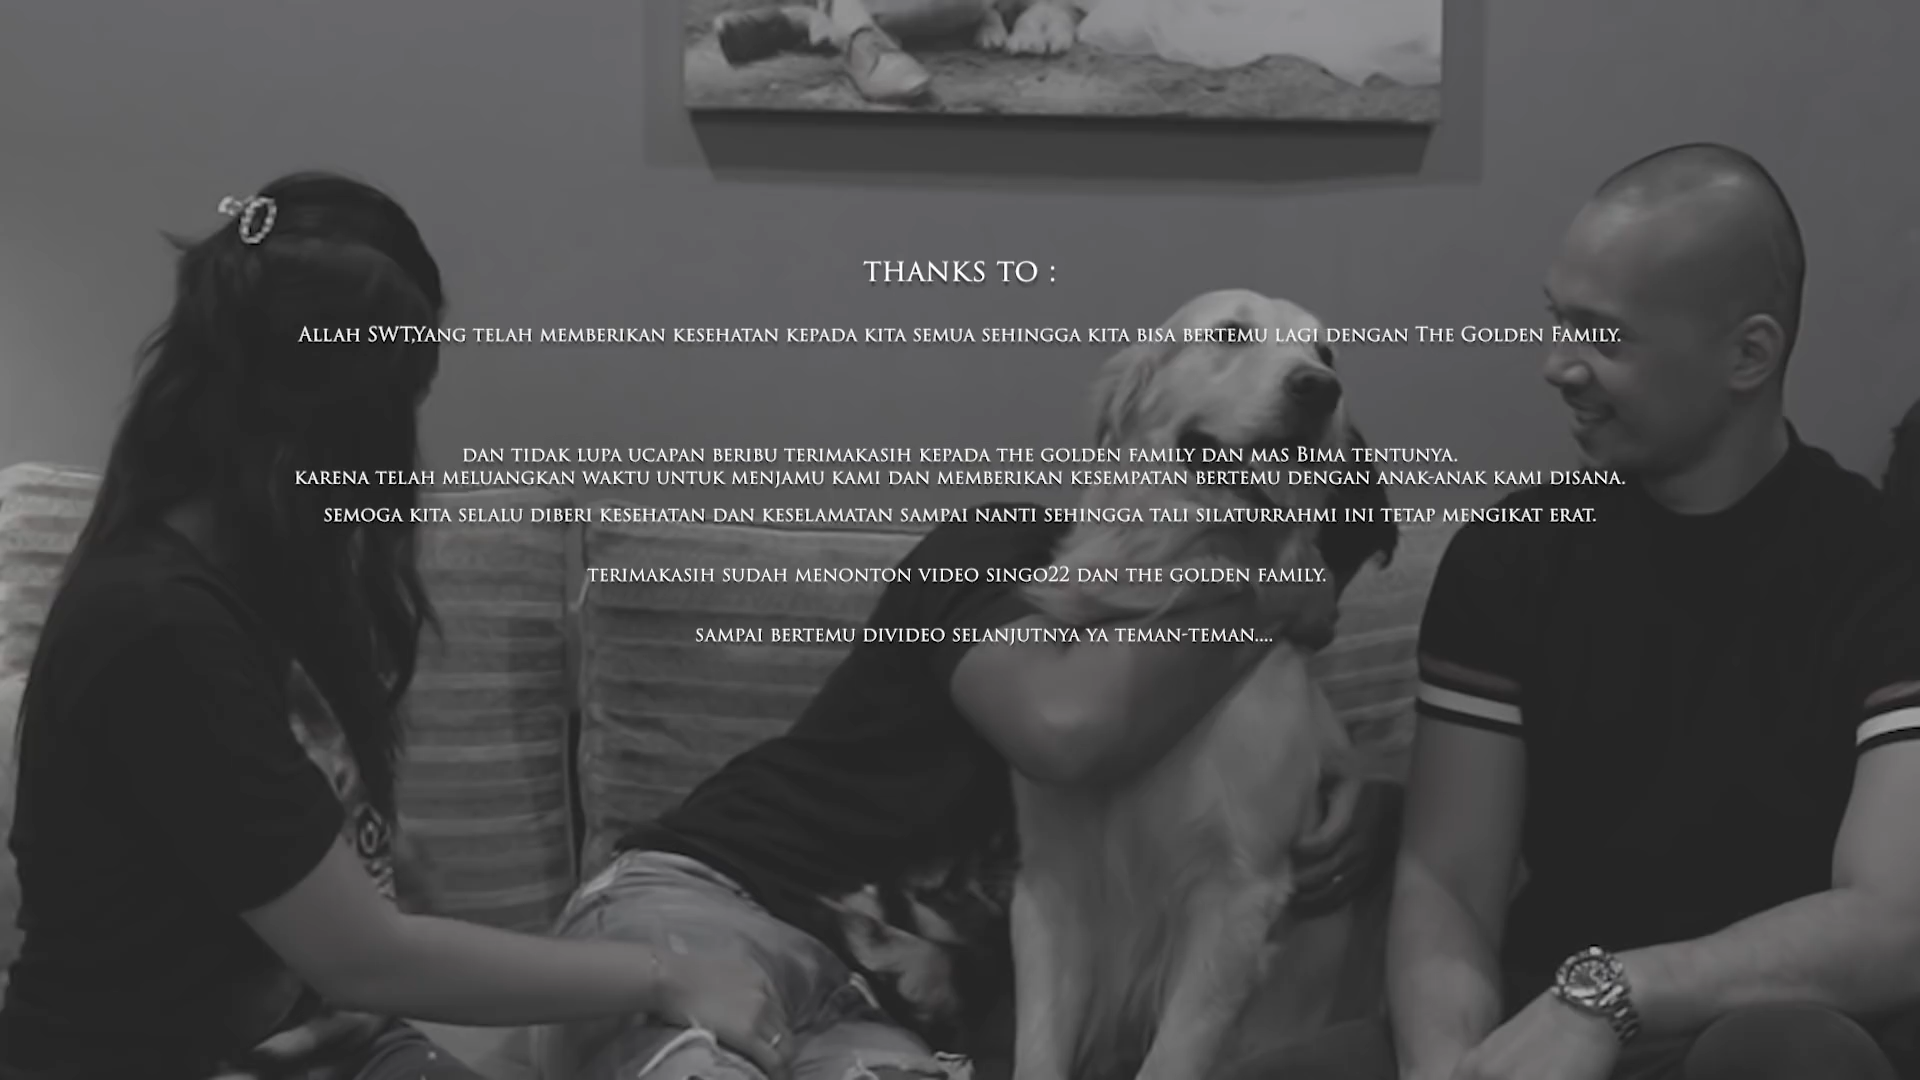 THANKS TO :
Allah SWT,Yang telah memberikan kesehatan kepada kita semua sehingga kita bisa bertemu lagi dengan The Golden Family.
dan tidak lupa ucapan beribu terimakasih kepada the golden family dan mas Bima tentunya.
karena telah meluangkan waktu untuk menjamu kami dan memberikan kesempatan bertemu dengan anak-anak kami disana.
semoga kita selalu diberi kesehatan dan keselamatan sampai nanti sehingga tali silaturrahmi ini tetap mengikat erat.
terimakasih sudah menonton video singo22 dan the golden family.
sampai bertemu divideo selanjutnya ya teman-teman....